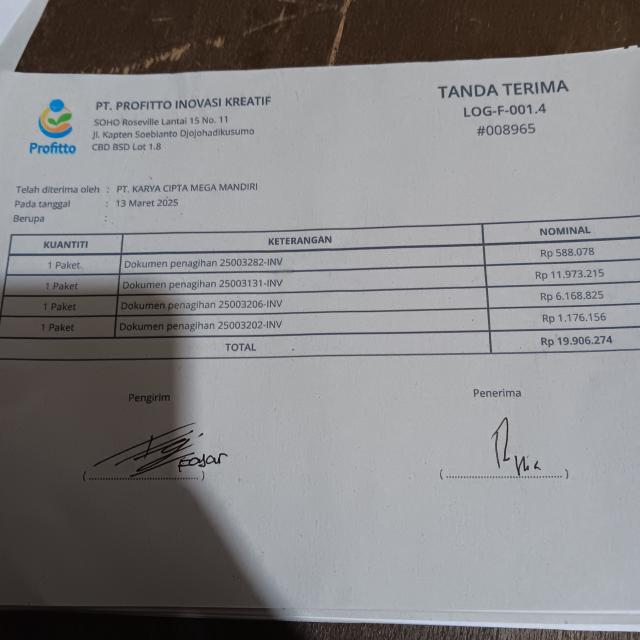 PT. PROFITTO INOVASI KREATIF
SOHO Roseville Lantai 15 No. 11
Jl. Kapten Soebianto Djojohadikusumo
CBD BSD Lot 1.8
Profitto
TANDA TERIMA
LOG-F-001.4
#008965
Telah diterima oleh : PT. KARYA CIPTA MEGA MANDIRI
Pada tanggal : 13 Maret 2025
Berupa :
KUANTITI KETERANGAN NOMINAL
1 Paket Dokumen penagihan 25003282-INV Rp 588.078
1 Paket Dokumen penagihan 25003131-INV Rp 11.973.215
1 Paket Dokumen penagihan 25003206-INV Rp 6.168.825
1 Paket Dokumen penagihan 25003202-INV Rp 1.176.156
TOTAL Rp 19.906.274
Pengirim Penerima
(..............................) (..............................)